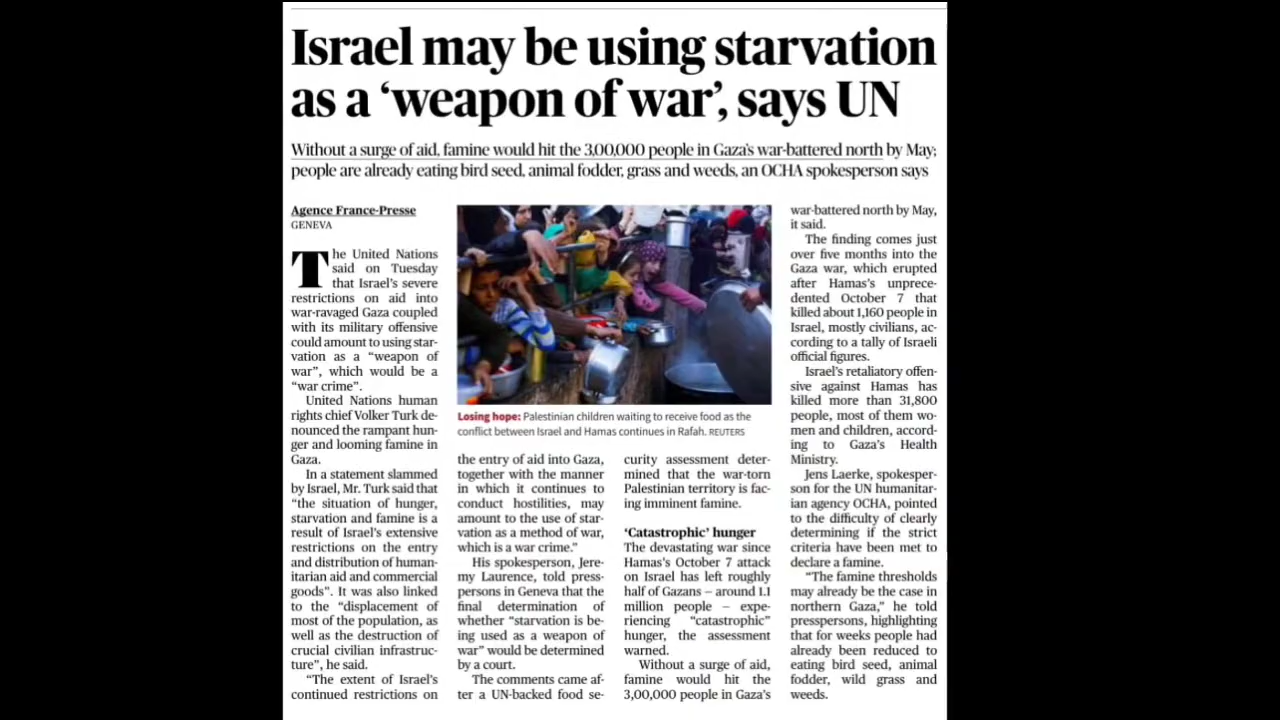 Israel may be using starvation
as a ‘weapon of war’, says UN
Without a surge of aid, famine would hit the 3,00,000 people in Gaza’s war-battered north by May;
people are already eating bird seed, animal fodder, grass and weeds, an OCHA spokesperson says
Agence France-Presse
GENEVA
The United Nations
said on Tuesday
that Israel’s severe
restrictions on aid into
war-ravaged Gaza coupled
with its military offensive
could amount to using star-
vation as a “weapon of
war”, which would be a
“war crime”.
United Nations human
rights chief Volker Turk de-
nounced the rampant hun-
ger and looming famine in
Gaza.
In a statement slammed
by Israel, Mr. Turk said that
“the situation of hunger,
starvation and famine is a
result of Israel’s extensive
restrictions on the entry
and distribution of human-
itarian aid and commercial
goods”. It was also linked
to the “displacement of
most of the population, as
well as the destruction of
crucial civilian infrastruc-
ture”, he said.
“The extent of Israel’s
continued restrictions on
Losing hope: Palestinian children waiting to receive food as the
conflict between Israel and Hamas continues in Rafah. REUTERS
the entry of aid into Gaza,
together with the manner
in which it continues to
conduct hostilities, may
amount to the use of star-
vation as a method of war,
which is a war crime.”
His spokesperson, Jere-
my Laurence, told press-
persons in Geneva that the
final determination of
whether “starvation is be-
ing used as a weapon of
war” would be determined
by a court.
The comments came af-
ter a UN-backed food se-
curity assessment deter-
mined that the war-torn
Palestinian territory is fac-
ing imminent famine.
‘Catastrophic’ hunger
The devastating war since
Hamas’s October 7 attack
on Israel has left roughly
half of Gazans — around 1.1
million people — expe-
riencing “catastrophic”
hunger, the assessment
warned.
Without a surge of aid,
famine would hit the
3,00,000 people in Gaza’s
war-battered north by May,
it said.
The finding comes just
over five months into the
Gaza war, which erupted
after Hamas’s unprece-
dented October 7 that
killed about 1,160 people in
Israel, mostly civilians, ac-
cording to a tally of Israeli
official figures.
Israel’s retaliatory offen-
sive against Hamas has
killed more than 31,800
people, most of them wo-
men and children, accord-
ing to Gaza’s Health
Ministry.
Jens Laerke, spokesper-
son for the UN humanitar-
ian agency OCHA, pointed
to the difficulty of clearly
determining if the strict
criteria have been met to
declare a famine.
“The famine thresholds
may already be the case in
northern Gaza,” he told
presspersons, highlighting
that for weeks people had
already been reduced to
eating bird seed, animal
fodder, wild grass and
weeds.